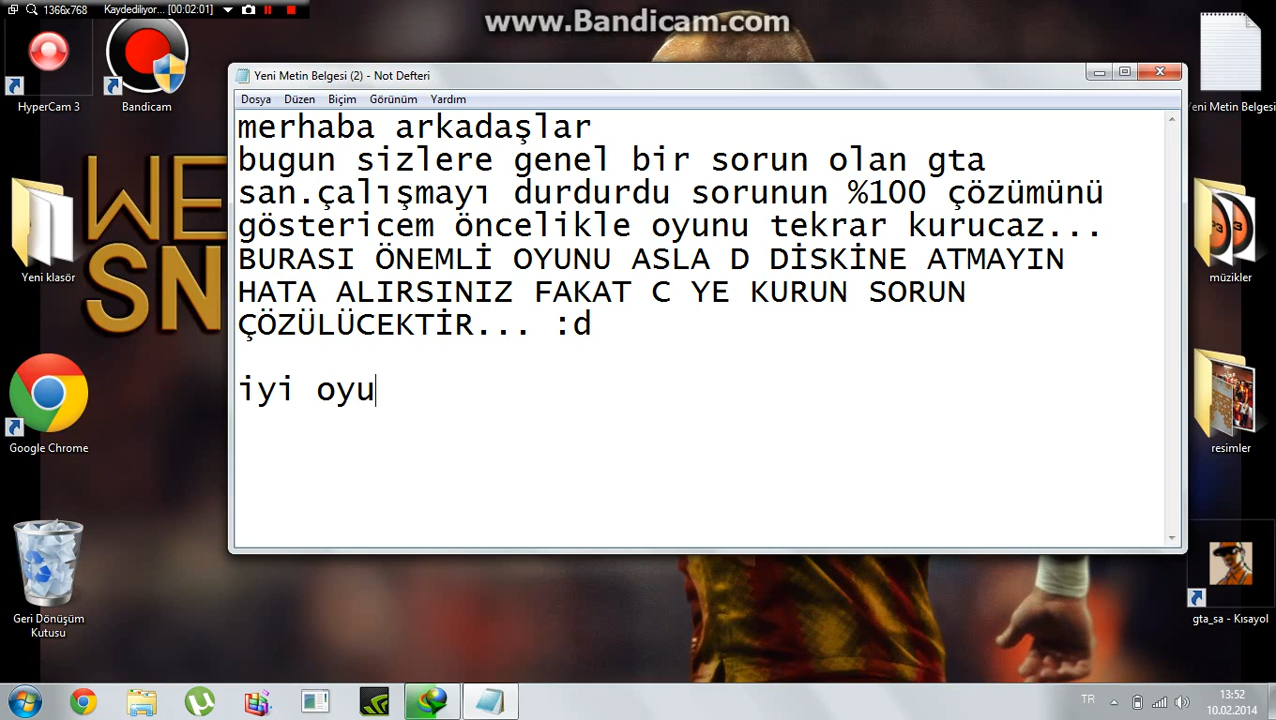 1366x768 Kaydediliyor... [00:02:01]
www.Bandicam.com
HyperCam 3
Bandicam
Yeni Metin Belgesi (2) - Not Defteri
Yeni Metin Belgesi
Dosya Düzen Biçim Görünüm Yardım
merhaba arkadaşlar
bugun sizlere genel bir sorun olan gta
san.çalışmayı durdurdu sorunun %100 çözümünü
göstericem öncelikle oyunu tekrar kurucaz...
BURASI ÖNEMLİ OYUNU ASLA D DİSKİNE ATMAYIN
HATA ALIRSINIZ FAKAT C YE KURUN SORUN
ÇÖZÜLÜCEKTİR... :d
iyi oyu
WE
SN
Yeni klasör
müzikler
Google Chrome
resimler
Geri Dönüşüm
Kutusu
gta_sa - Kısayol
TR
13:52
10.02.2014